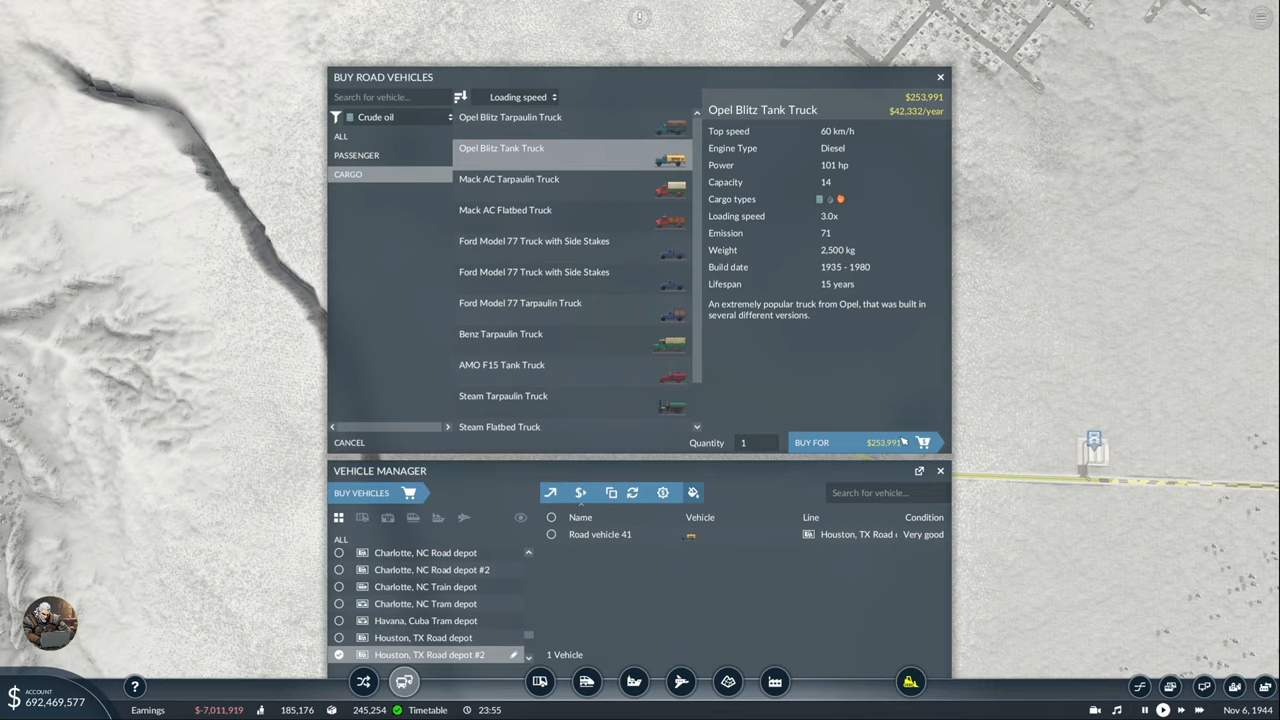 BUY ROAD VEHICLES
Search for vehicle...
Loading speed
Crude oil
ALL
PASSENGER
CARGO
Opel Blitz Tarpaulin Truck
Opel Blitz Tank Truck
Mack AC Tarpaulin Truck
Mack AC Flatbed Truck
Ford Model 77 Truck with Side Stakes
Ford Model 77 Truck with Side Stakes
Ford Model 77 Tarpaulin Truck
Benz Tarpaulin Truck
AMO F15 Tank Truck
Steam Tarpaulin Truck
Steam Flatbed Truck
$253,991
Opel Blitz Tank Truck
$42,332/year
Top speed 60 km/h
Engine Type Diesel
Power 101 hp
Capacity 14
Cargo types
Loading speed 3.0x
Emission 71
Weight 2,500 kg
Build date 1935 - 1980
Lifespan 15 years
An extremely popular truck from Opel, that was built in
several different versions.
CANCEL
Quantity 1
BUY FOR $253,991
VEHICLE MANAGER
BUY VEHICLES
Search for vehicle...
ALL
Charlotte, NC Road depot
Charlotte, NC Road depot #2
Charlotte, NC Train depot
Charlotte, NC Tram depot
Havana, Cuba Tram depot
Houston, TX Road depot
Houston, TX Road depot #2
Name Vehicle Line Condition
Road vehicle 41 Houston, TX Road Very good
1 Vehicle
$ ACCOUNT
692,469,577
?
Earnings $-7,011,919 185,176 245,254 Timetable 23:55
Nov 6, 1944